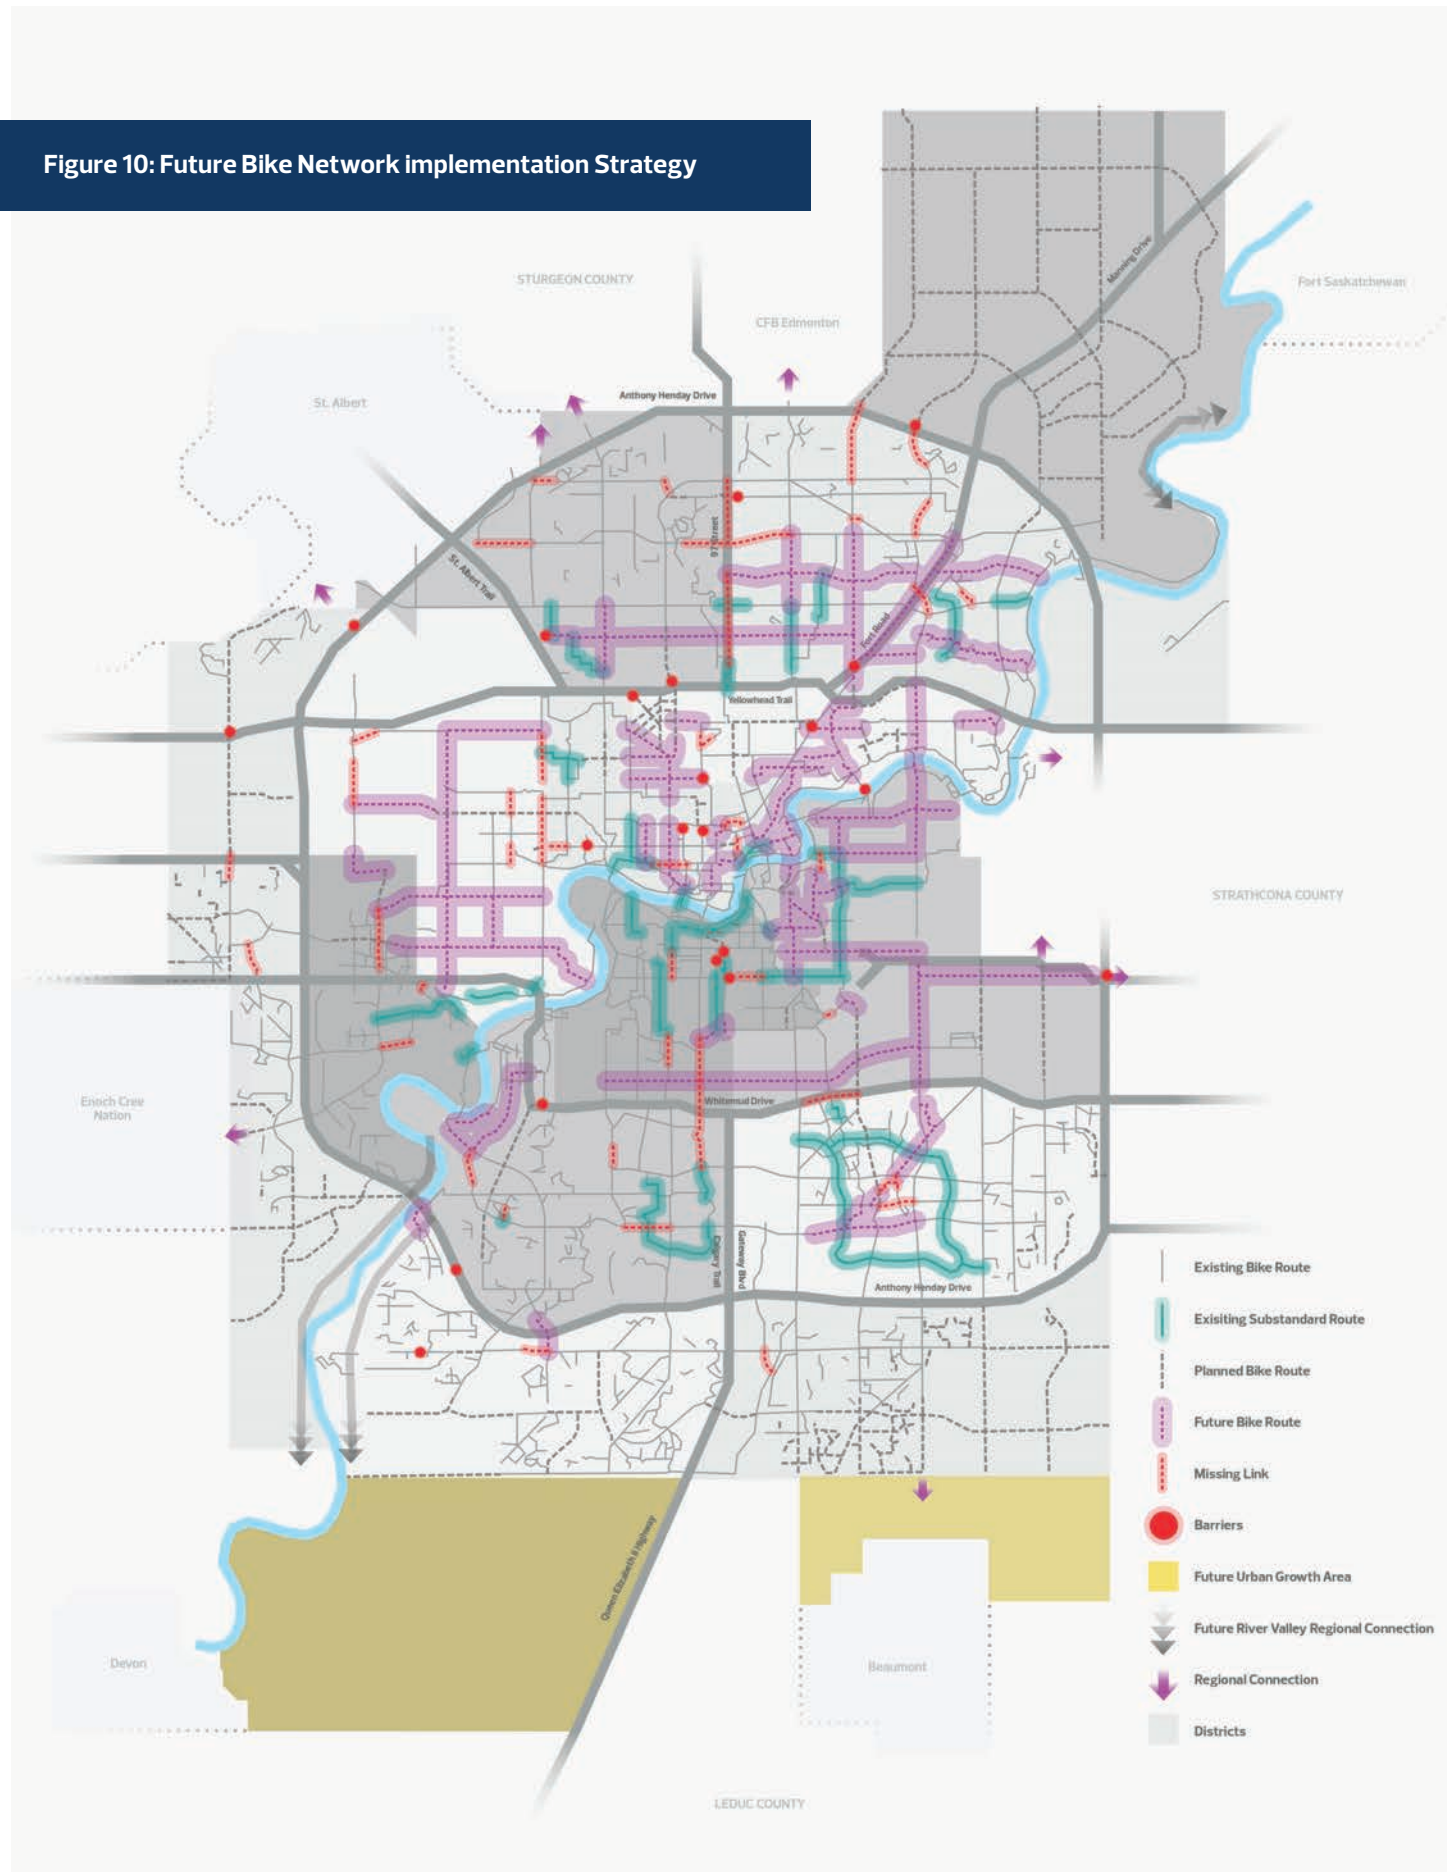 Figure 10: Future Bike Network implementation Strategy
Manning Drive
STURGEON COUNTY
Fort Saskatchewan
CFB Edmonton
Anthony Henday Drive
St. Albert
97 Street
St. Albert Trail
Fort Road
Yellowhead Trail
STRATHCONA COUNTY
Enoch Cree
Nation
Whitemud Drive
Calgary Trail
Gateway Blvd
Anthony Henday Drive
Existing Bike Route
Exisiting Substandard Route
Planned Bike Route
Future Bike Route
Missing Link
Barriers
Future Urban Growth Area
Future River Valley Regional Connection
Regional Connection
Districts
Queen Elizabeth II Highway
Devon
Beaumont
LEDUC COUNTY